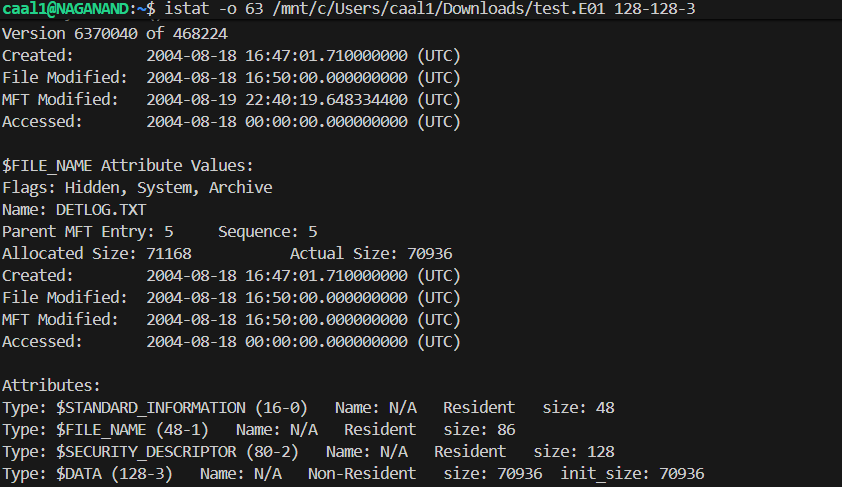 caal1@NAGANAND:~$ istat -o 63 /mnt/c/Users/caal1/Downloads/test.E01 128-128-3
Version 6370040 of 468224
Created: 2004-08-18 16:47:01.710000000 (UTC)
File Modified: 2004-08-18 16:50:00.000000000 (UTC)
MFT Modified: 2004-08-19 22:40:19.648334400 (UTC)
Accessed: 2004-08-18 00:00:00.000000000 (UTC)
$FILE_NAME Attribute Values:
Flags: Hidden, System, Archive
Name: DETLOG.TXT
Parent MFT Entry: 5 Sequence: 5
Allocated Size: 71168 Actual Size: 70936
Created: 2004-08-18 16:47:01.710000000 (UTC)
File Modified: 2004-08-18 16:50:00.000000000 (UTC)
MFT Modified: 2004-08-18 16:50:00.000000000 (UTC)
Accessed: 2004-08-18 00:00:00.000000000 (UTC)
Attributes:
Type: $STANDARD_INFORMATION (16-0) Name: N/A Resident size: 48
Type: $FILE_NAME (48-1) Name: N/A Resident size: 86
Type: $SECURITY_DESCRIPTOR (80-2) Name: N/A Resident size: 128
Type: $DATA (128-3) Name: N/A Non-Resident size: 70936 init_size: 70936